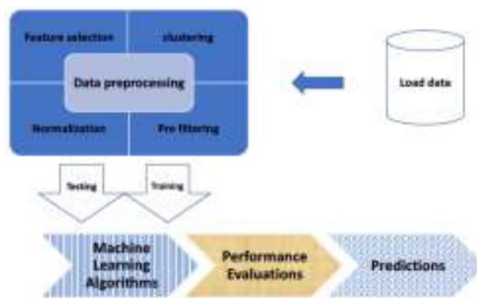 Feature selection
clustering
Data preprocessing
Load data
Normalization
Pre filtering
Testing
Training
Machine
Learning
Algorithms
Performance
Evaluations
Predictions